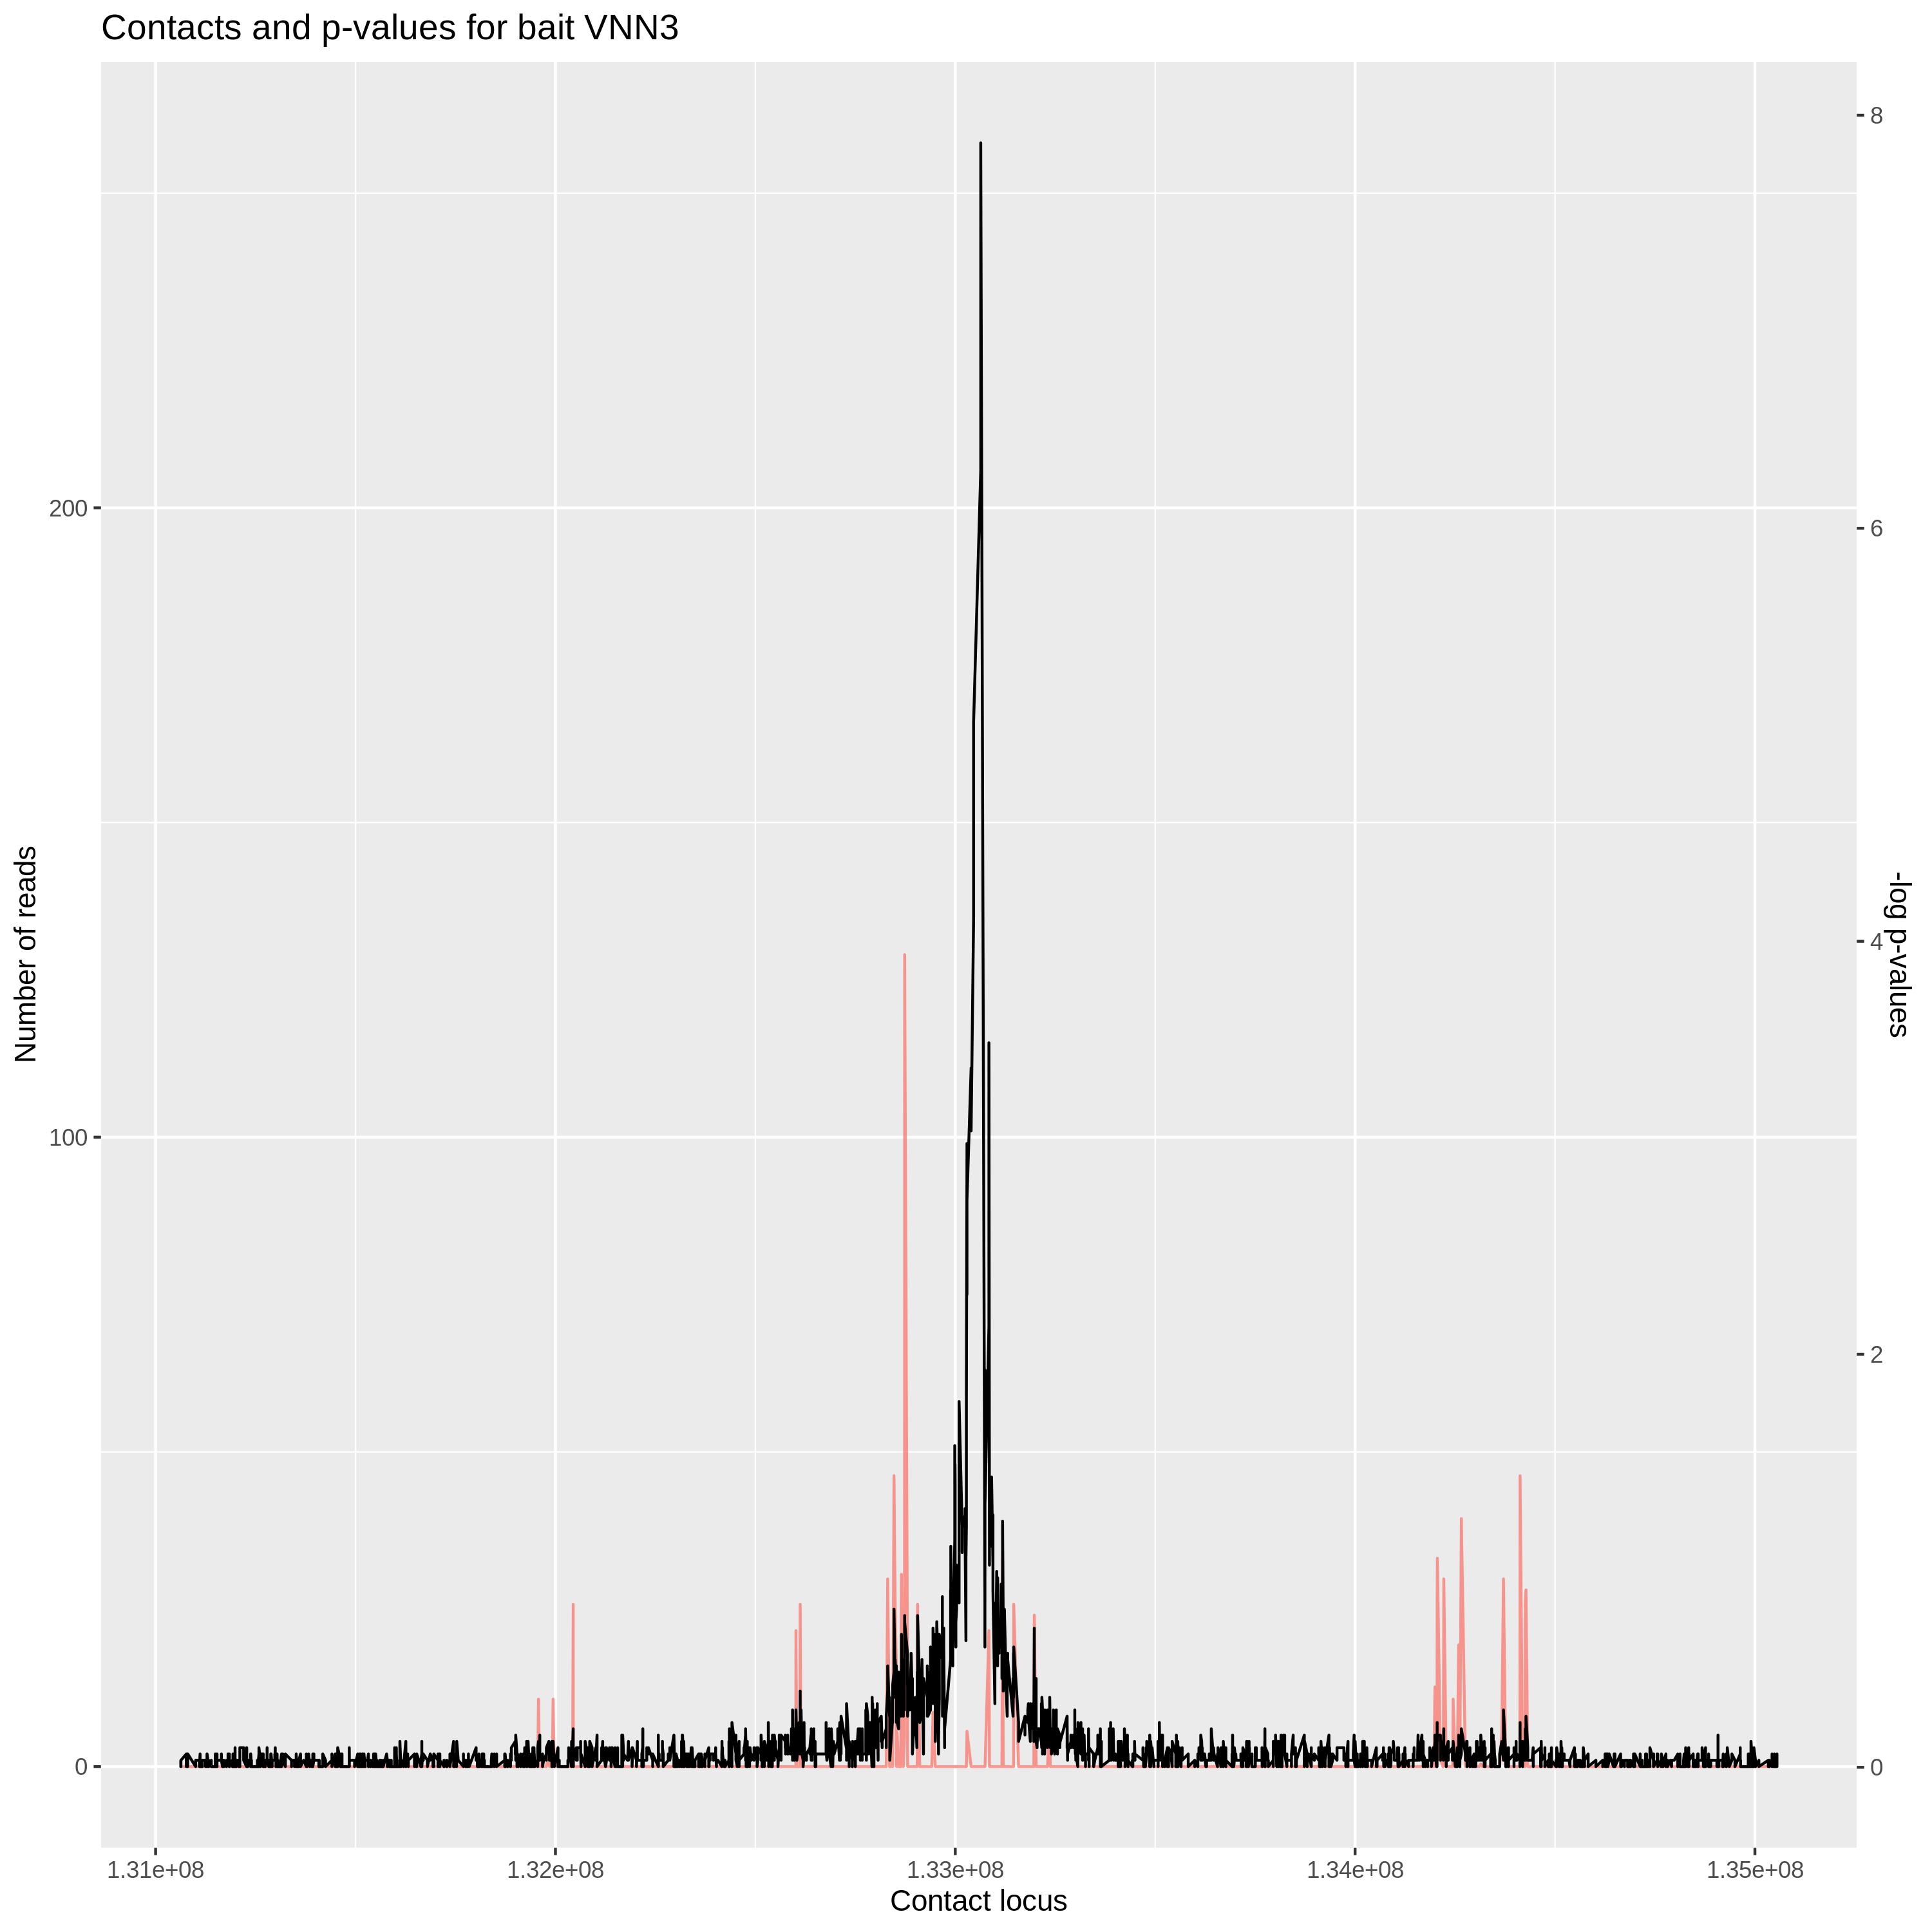 Contacts and p-values for bait VNN3
8
200
6
Number of reads
4
-log p-values
100
2
0
0
1.31e+08
1.32e+08
1.33e+08
1.34e+08
1.35e+08
Contact locus